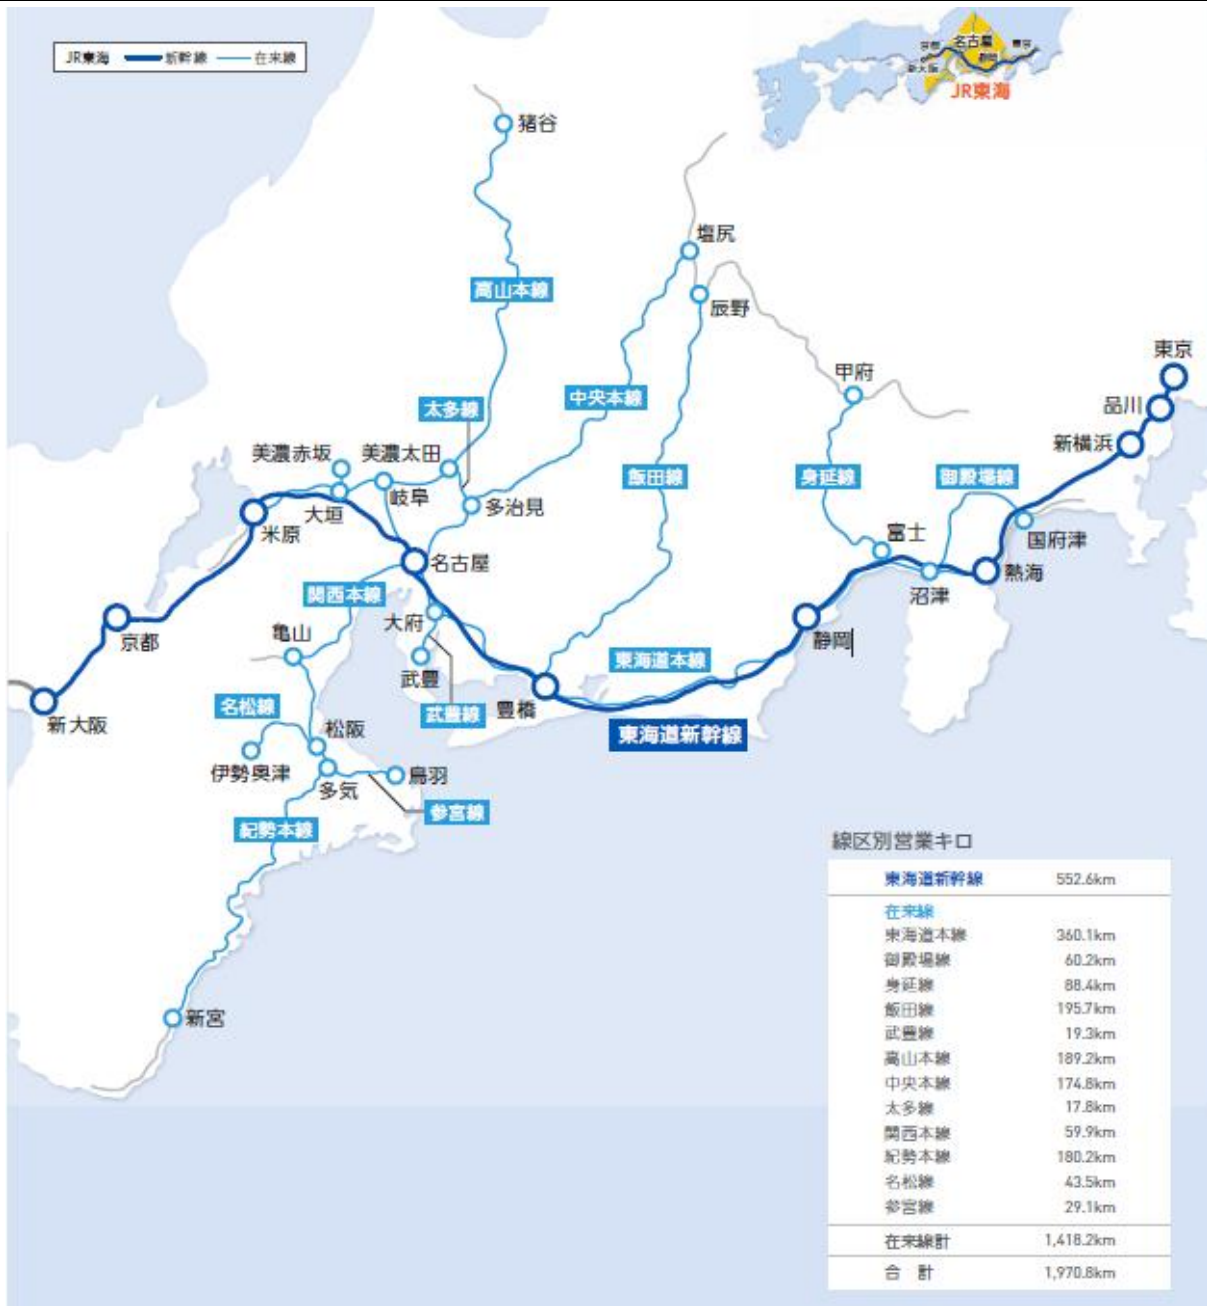 JR東海 新幹線 在来線
京都 名古屋 東京
新大阪 静岡
JR東海
猪谷
塩尻
高山本線
辰野
東京
甲府
太多線 中央本線
品川
新横浜
美濃赤坂 美濃太田
飯田線 身延線 御殿場線
岐阜
大垣 多治見
米原 富士 国府津
名古屋 熱海
関西本線 沼津
大府
京都 亀山 静岡
武豊 東海道本線
名松線 武豊線 豊橋
新大阪 松阪 東海道新幹線
伊勢奥津 多気 鳥羽
参宮線
紀勢本線
新宮
線区別営業キロ
東海道新幹線 552.6km
在来線
東海道本線 360.1km
御殿場線 60.2km
身延線 88.4km
飯田線 195.7km
武豊線 19.3km
高山本線 189.2km
中央本線 174.8km
太多線 17.8km
関西本線 59.9km
紀勢本線 180.2km
名松線 43.5km
参宮線 29.1km
在来線計 1,418.2km
合 計 1,970.8km